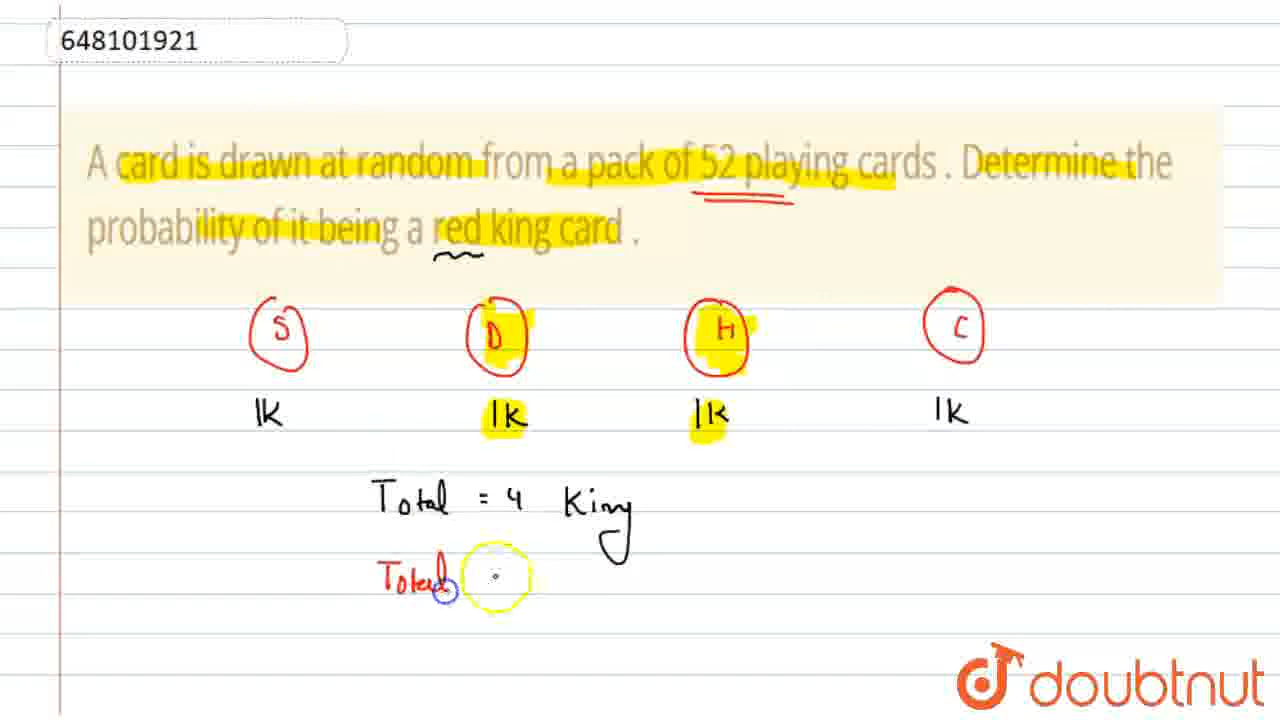 648101921
A card is drawn at random from a pack of 52 playing cards . Determine the
probability of it being a red king card .
S D H C
1K 1K 1K 1K
Total = 4 King
Total
doubtnut